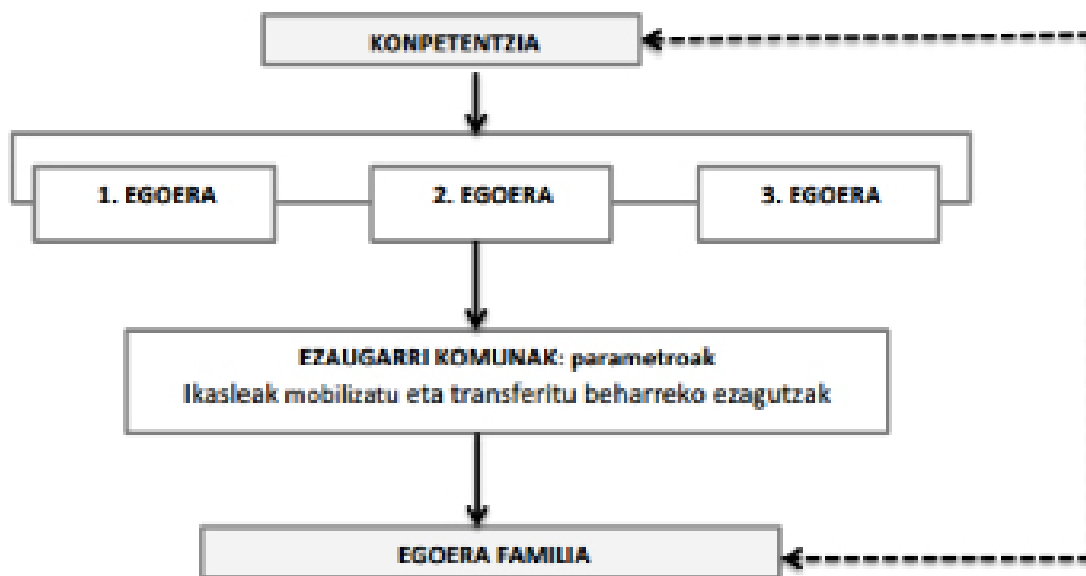 KONPETENTZIA
1. EGOERA
2. EGOERA
3. EGOERA
EZAUGARRI KOMUNAK: parametroak
Ikasleak mobilizatu eta transferitu beharreko ezagutzak
EGOERA FAMILIA